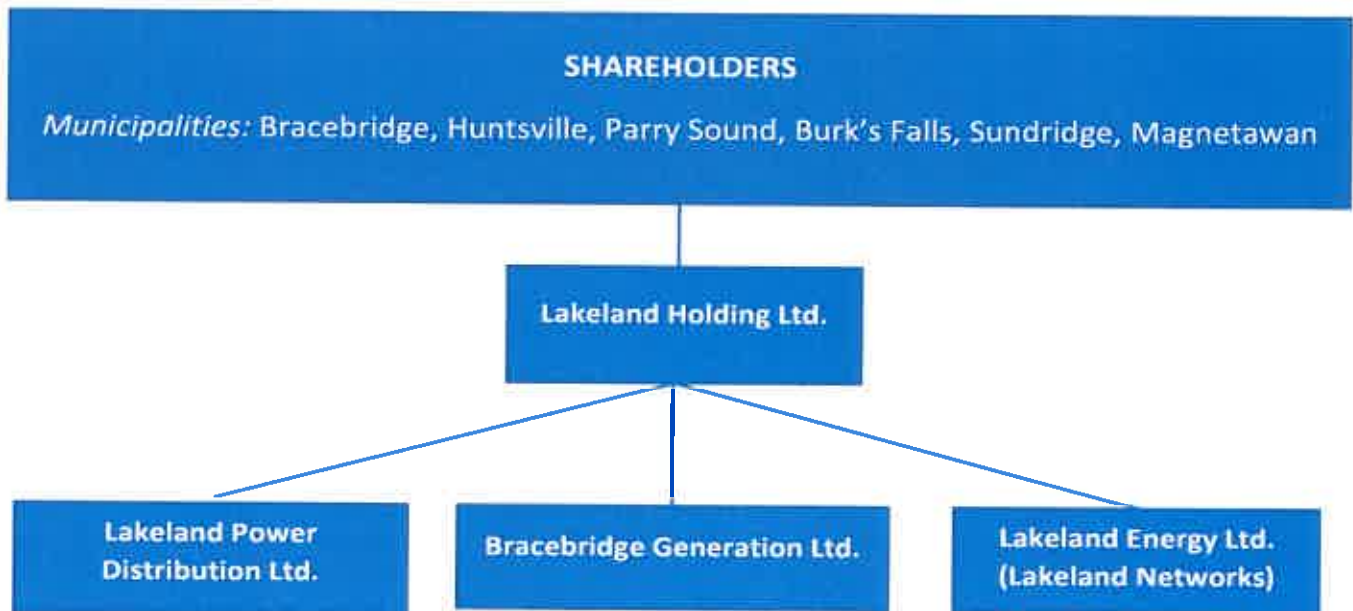 SHAREHOLDERS
Municipalities: Bracebridge, Huntsville, Parry Sound, Burk's Falls, Sundridge, Magnetawan
Lakeland Holding Ltd.
Lakeland Power
Distribution Ltd.
Bracebridge Generation Ltd.
Lakeland Energy Ltd.
(Lakeland Networks)